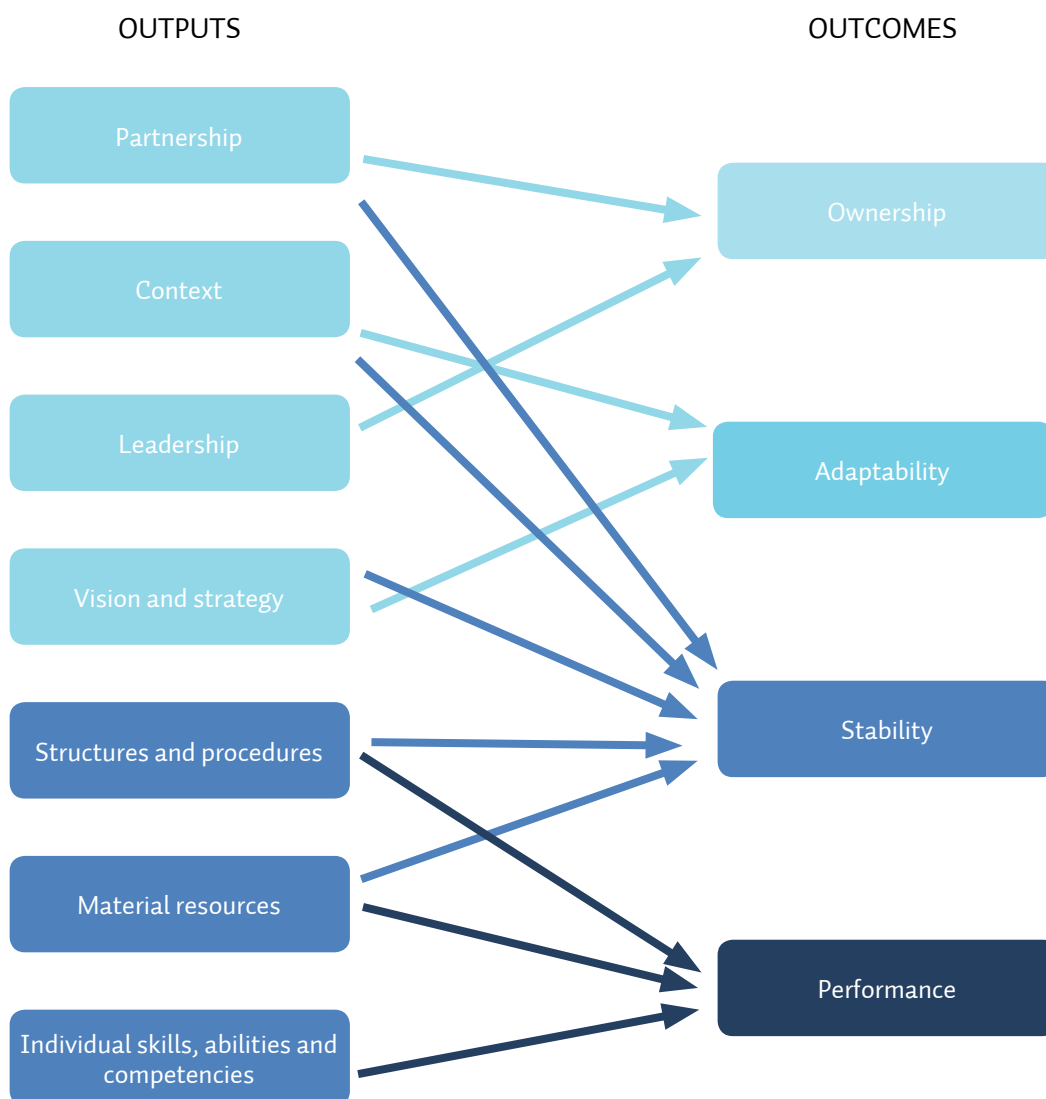 OUTPUTS
OUTCOMES
Partnership
Ownership
Context
Leadership
Adaptability
Vision and strategy
Stability
Structures and procedures
Material resources
Performance
Individual skills, abilities and
competencies